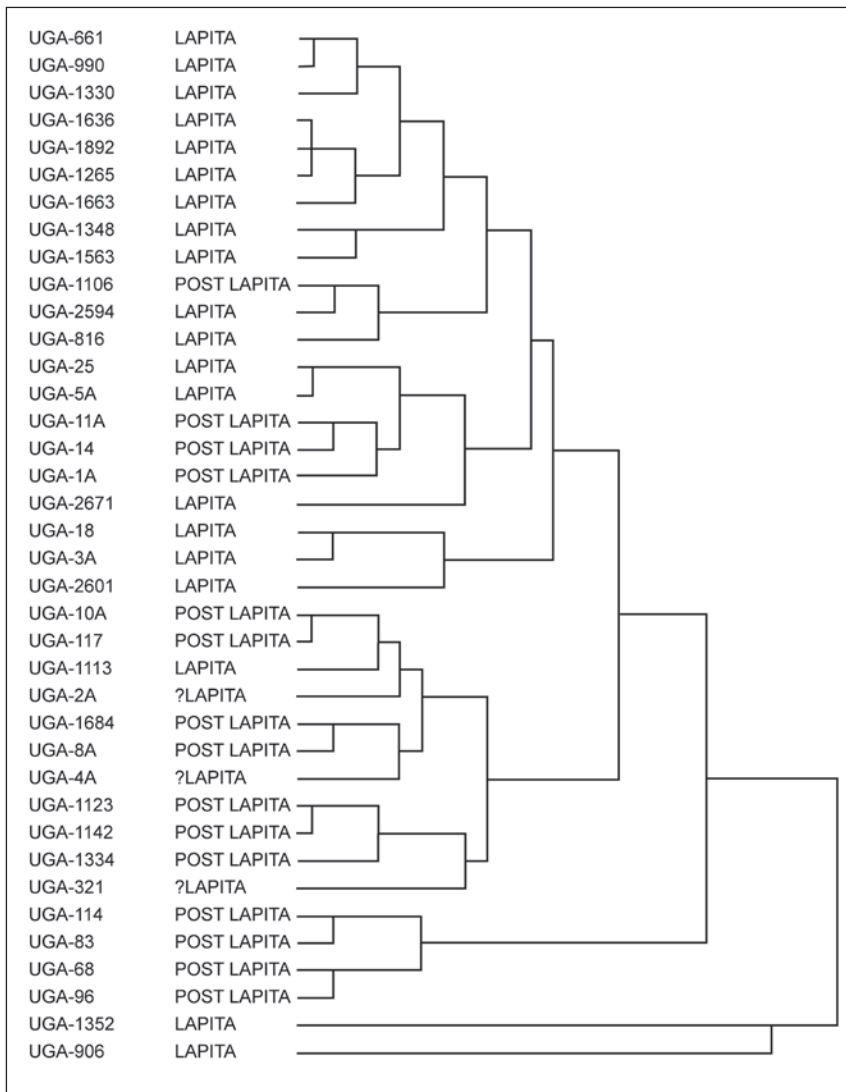 UGA-661 LAPITA
UGA-990 LAPITA
UGA-1330 LAPITA
UGA-1636 LAPITA
UGA-1892 LAPITA
UGA-1265 LAPITA
UGA-1663 LAPITA
UGA-1348 LAPITA
UGA-1563 LAPITA
UGA-1106 POST LAPITA
UGA-2594 LAPITA
UGA-816 LAPITA
UGA-25 LAPITA
UGA-5A LAPITA
UGA-11A POST LAPITA
UGA-14 POST LAPITA
UGA-1A POST LAPITA
UGA-2671 LAPITA
UGA-18 LAPITA
UGA-3A LAPITA
UGA-2601 LAPITA
UGA-10A POST LAPITA
UGA-117 POST LAPITA
UGA-1113 LAPITA
UGA-2A ?LAPITA
UGA-1684 POST LAPITA
UGA-8A POST LAPITA
UGA-4A ?LAPITA
UGA-1123 POST LAPITA
UGA-1142 POST LAPITA
UGA-1334 POST LAPITA
UGA-321 ?LAPITA
UGA-114 POST LAPITA
UGA-83 POST LAPITA
UGA-68 POST LAPITA
UGA-96 POST LAPITA
UGA-1352 LAPITA
UGA-906 LAPITA